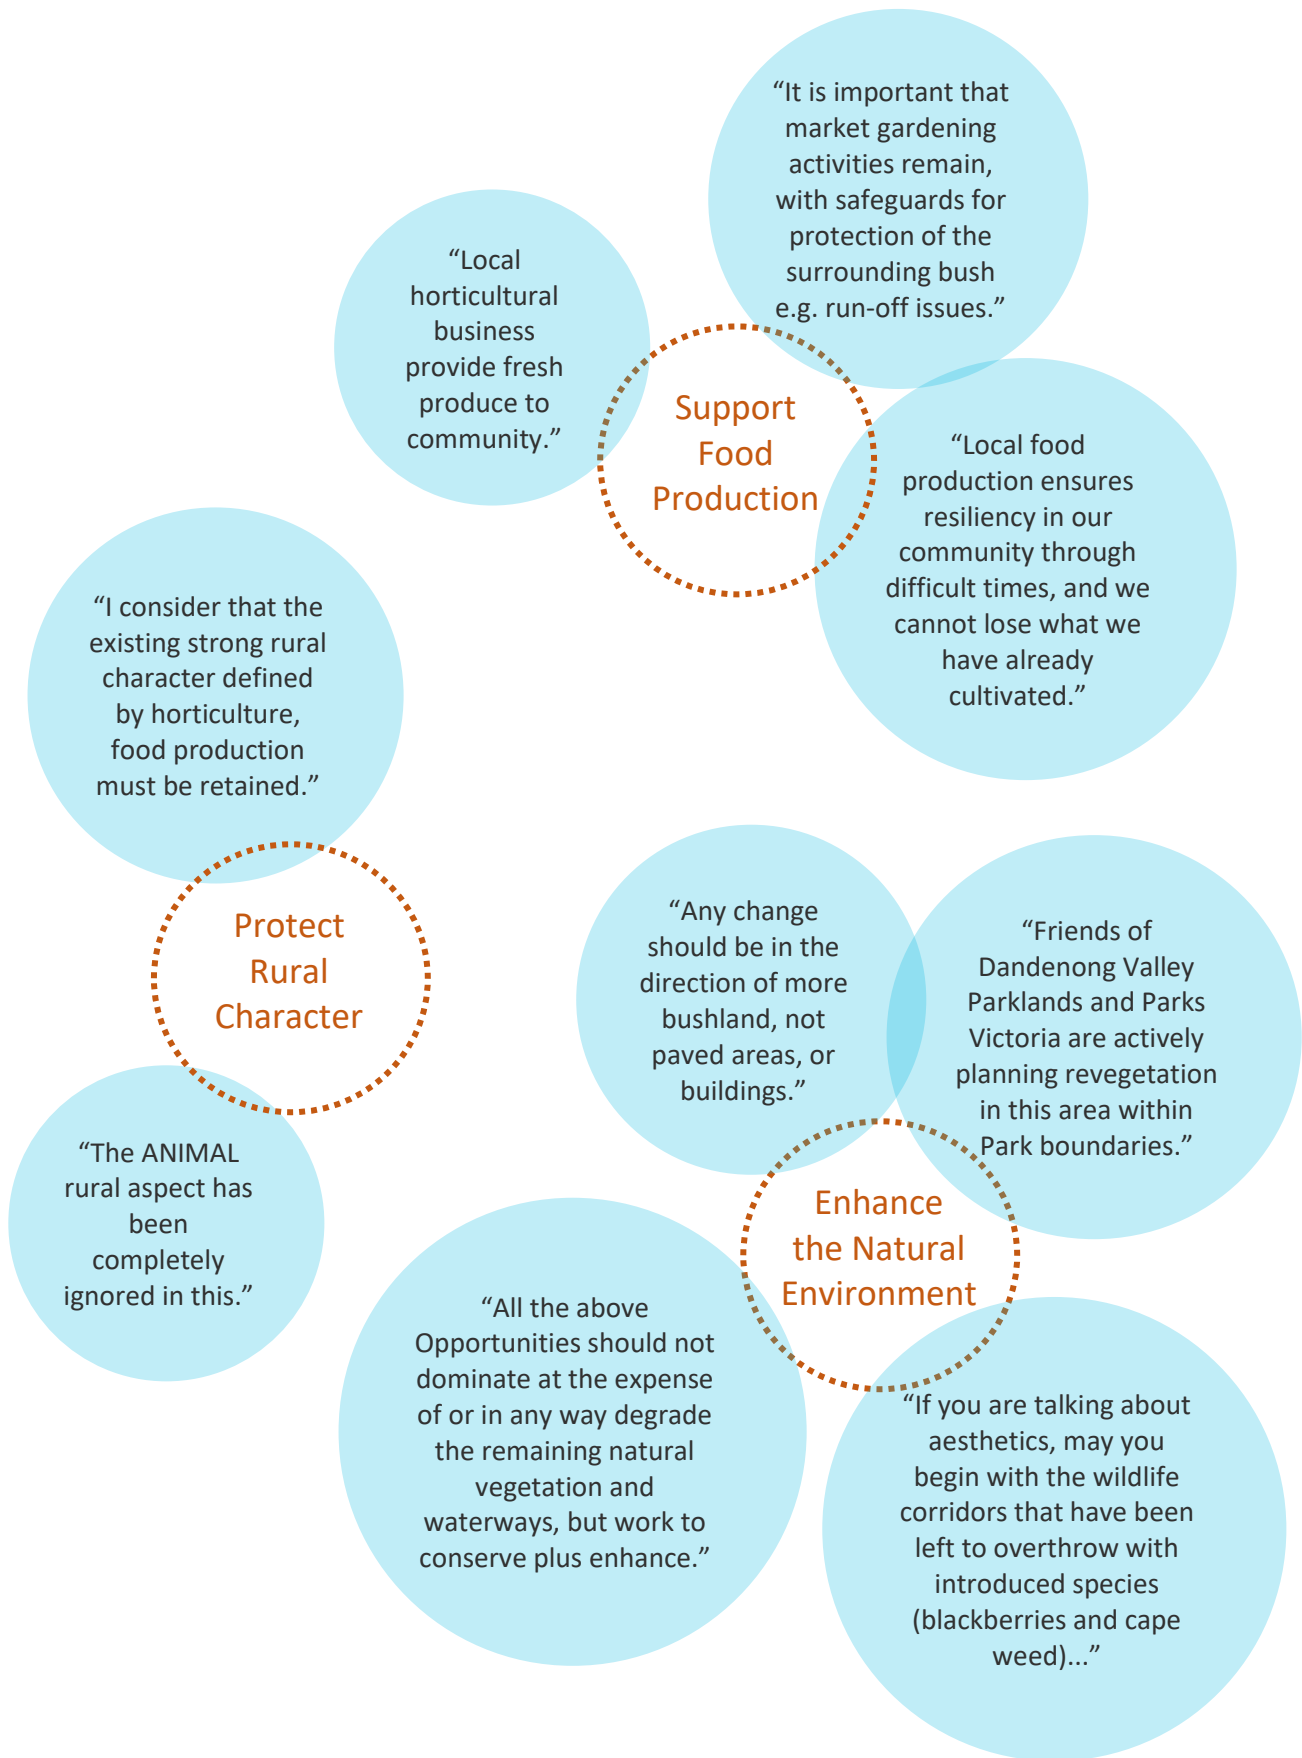 “It is important that
market gardening
activities remain,
with safeguards for
protection of the
surrounding bush
e.g. run-off issues.”
“Local
horticultural
business
provide fresh
produce to
community.”
Support
Food
Production
“Local food
production ensures
resiliency in our
community through
difficult times, and we
cannot lose what we
have already
cultivated.”
“I consider that the
existing strong rural
character defined
by horticulture,
food production
must be retained.”
Protect
Rural
Character
“The ANIMAL
rural aspect has
been
completely
ignored in this.”
“Any change
should be in the
direction of more
bushland, not
paved areas, or
buildings.”
“Friends of
Dandenong Valley
Parklands and Parks
Victoria are actively
planning revegetation
in this area within
Park boundaries.”
Enhance
the Natural
Environment
“All the above
Opportunities should not
dominate at the expense
of or in any way degrade
the remaining natural
vegetation and
waterways, but work to
conserve plus enhance.”
“If you are talking about
aesthetics, may you
begin with the wildlife
corridors that have been
left to overthrow with
introduced species
(blackberries and cape
weed)...”